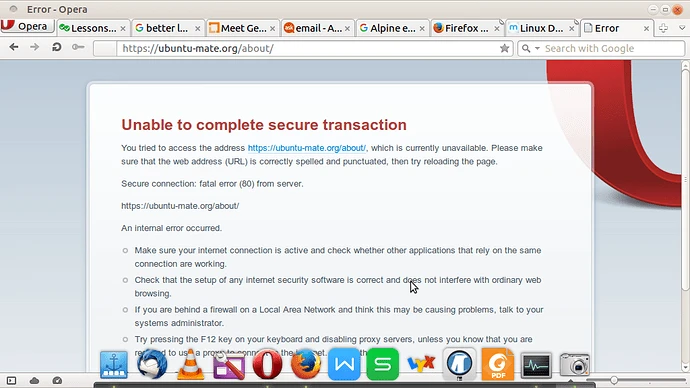 Error - Opera
Opera
Lessons...
better l...
Meet Ge...
email - A...
Alpine e...
Firefox ...
Linux D...
Error
https://ubuntu-mate.org/about/
Search with Google
Unable to complete secure transaction
You tried to access the address https://ubuntu-mate.org/about/, which is currently unavailable. Please make
sure that the web address (URL) is correctly spelled and punctuated, then try reloading the page.
Secure connection: fatal error (80) from server.
https://ubuntu-mate.org/about/
An internal error occurred.
Make sure your internet connection is active and check whether other applications that rely on the same
connection are working.
Check that the setup of any internet security software is correct and does not interfere with ordinary web
browsing.
If you are behind a firewall on a Local Area Network and think this may be causing problems, talk to your
systems administrator.
Try pressing the F12 key on your keyboard and disabling proxy servers, unless you know that you are
PDF